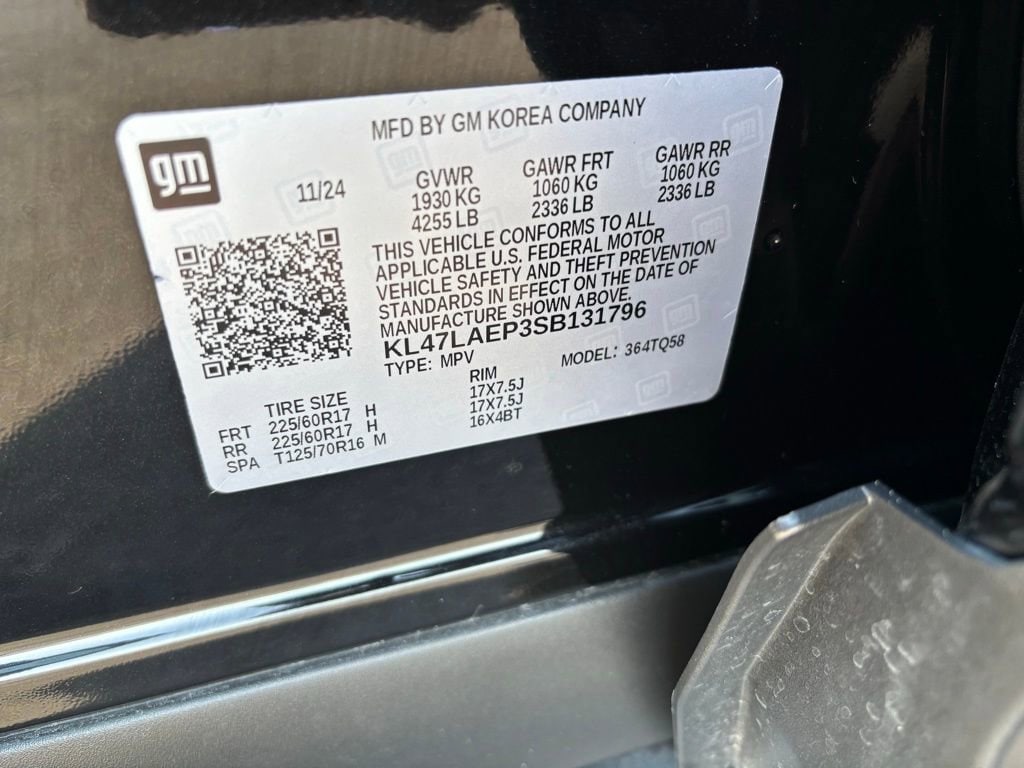 MFD BY GM KOREA COMPANY
gm
11/24
GVWR GAWR FRT GAWR RR
1930 KG 1060 KG 1060 KG
4255 LB 2336 LB 2336 LB
THIS VEHICLE CONFORMS TO ALL
APPLICABLE U.S. FEDERAL MOTOR
VEHICLE SAFETY AND THEFT PREVENTION
STANDARDS IN EFFECT ON THE DATE OF
MANUFACTURE SHOWN ABOVE.
KL47LAEP3SB131796
TYPE: MPV MODEL: 364TQ58
TIRE SIZE RIM
FRT 225/60R17 H 17X7.5J
RR 225/60R17 H 17X7.5J
SPA T125/70R16 M 16X4BT